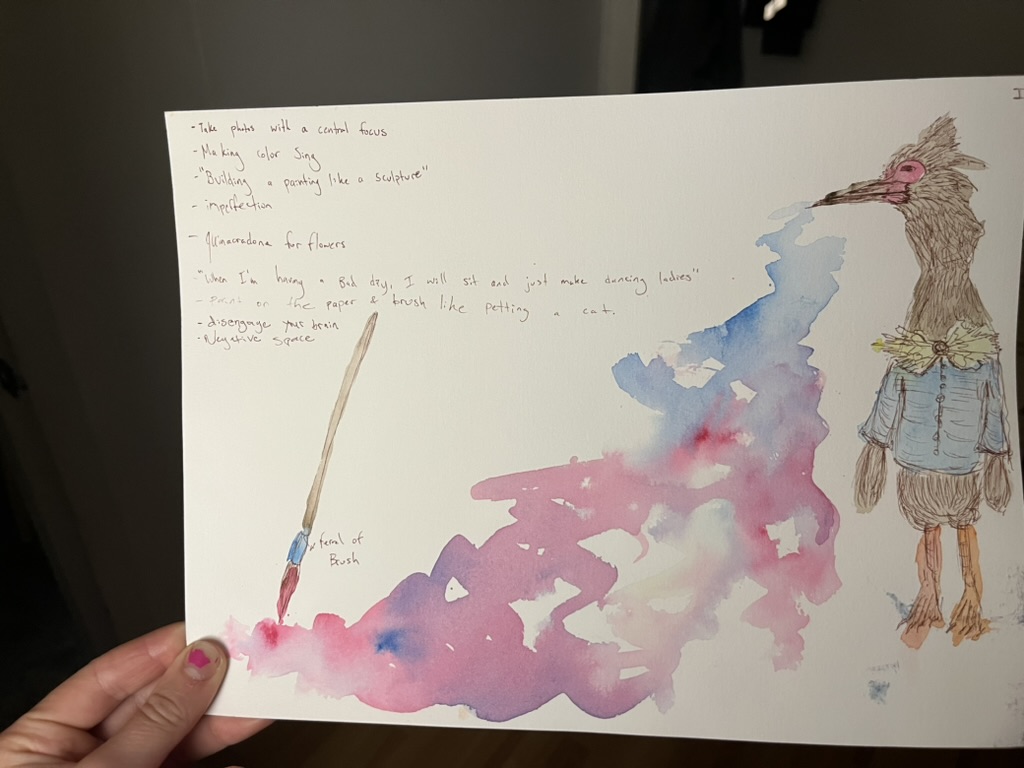 - Take photos with a central focus
- Making color Sing
- "Building a painting like a sculpture"
- imperfection
- Quinacradona for flowers
- "When I'm having a Bad day, I will sit and just make dancing ladies"
- Paint on the paper & brush like petting a cat.
- disengage your brain
- Negative space
feral of
Brush